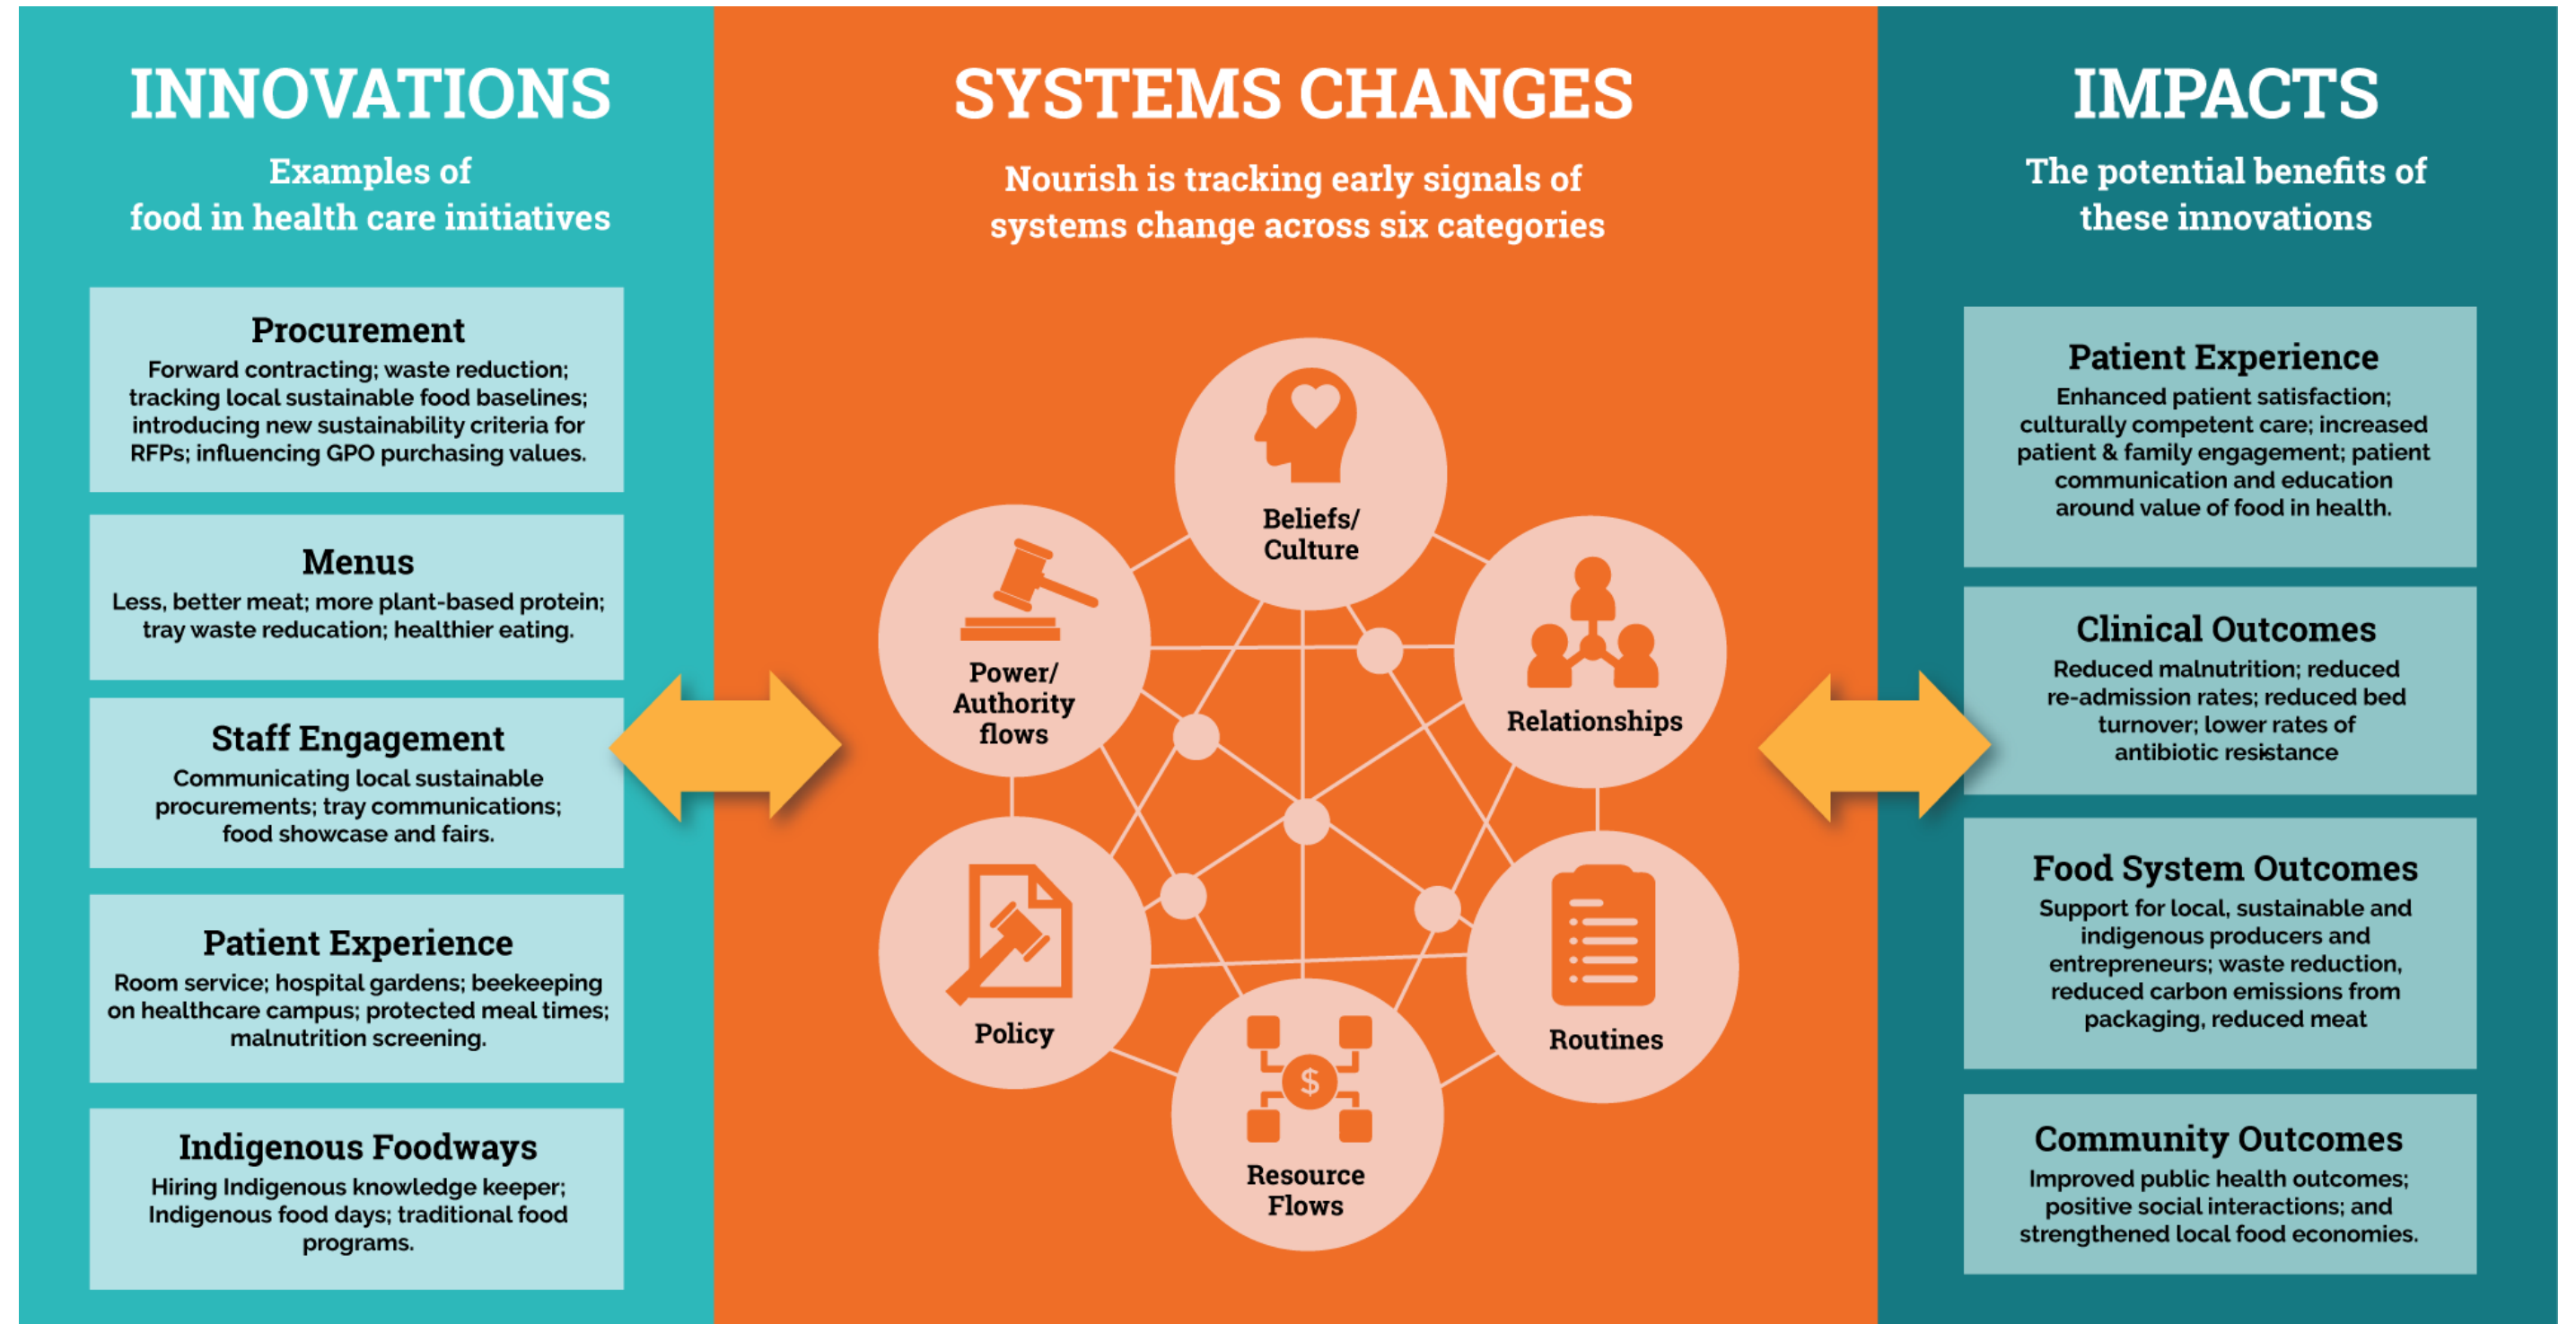 INNOVATIONS
Examples of
food in health care initiatives
Procurement
Forward contracting; waste reduction;
tracking local sustainable food baselines;
introducing new sustainability criteria for
RFPs; influencing GPO purchasing values.
Menus
Less, better meat; more plant-based protein;
tray waste reducation; healthier eating.
Staff Engagement
Communicating local sustainable
procurements; tray communications;
food showcase and fairs.
Patient Experience
Room service; hospital gardens; beekeeping
on healthcare campus; protected meal times;
malnutrition screening.
Indigenous Foodways
Hiring Indigenous knowledge keeper;
Indigenous food days; traditional food
programs.
SYSTEMS CHANGES
Nourish is tracking early signals of
systems change across six categories
Beliefs/
Culture
Power/
Authority
flows
Relationships
Policy
Routines
$
Resource
Flows
IMPACTS
The potential benefits of
these innovations
Patient Experience
Enhanced patient satisfaction;
culturally competent care; increased
patient & family engagement; patient
communication and education
around value of food in health.
Clinical Outcomes
Reduced malnutrition; reduced
re-admission rates; reduced bed
turnover; lower rates of
antibiotic resistance
Food System Outcomes
Support for local, sustainable and
indigenous producers and
entrepreneurs; waste reduction,
reduced carbon emissions from
packaging, reduced meat
Community Outcomes
Improved public health outcomes;
positive social interactions; and
strengthened local food economies.